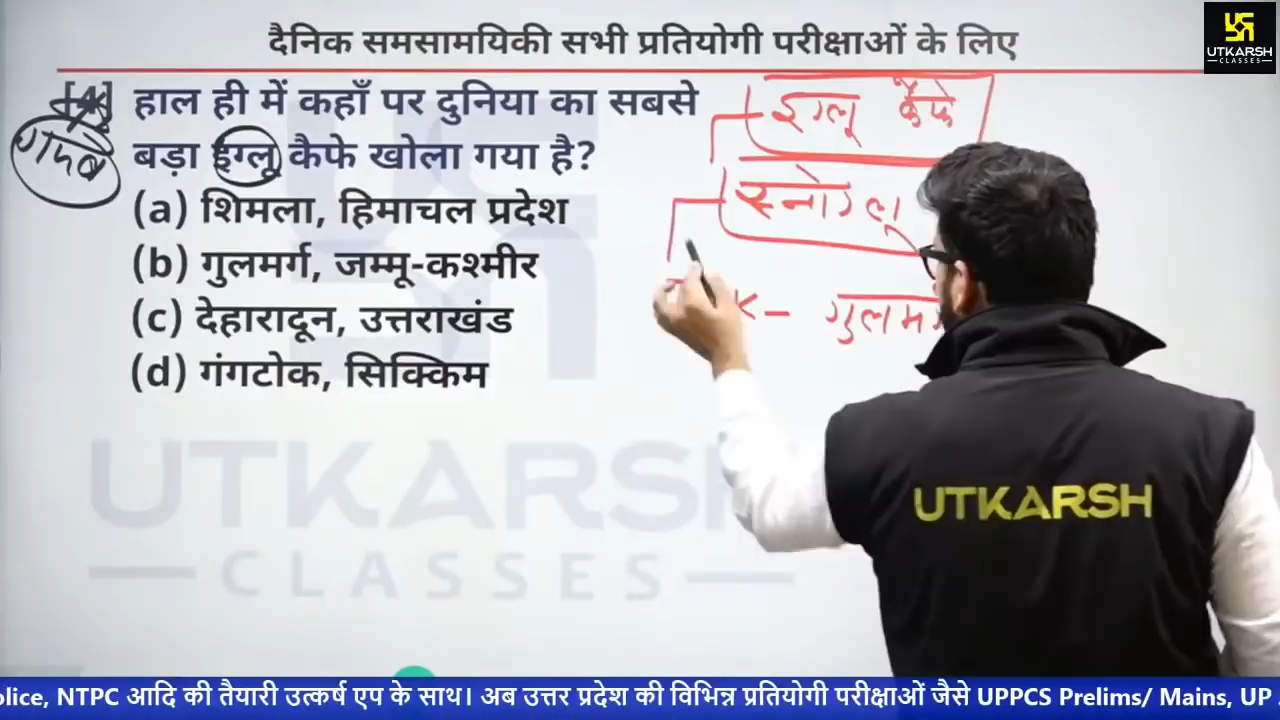 दैनिक समसामयिकी सभी प्रतियोगी परीक्षाओं के लिए
UTKARSH
CLASSES
हाल ही में कहाँ पर दुनिया का सबसे
बड़ा इग्लू कैफे खोला गया है?
(a) शिमला, हिमाचल प्रदेश
(b) गुलमर्ग, जम्मू-कश्मीर
(c) देहारादून, उत्तराखंड
(d) गंगटोक, सिक्किम
गजब
इग्लू कैफे
स्नोग्लू
K - गुलमर्ग
UTKARSH
CLASSES
UTKARSH
olice, NTPC आदि की तैयारी उत्कर्ष एप के साथ। अब उत्तर प्रदेश की विभिन्न प्रतियोगी परीक्षाओं जैसे UPPCS Prelims/ Mains, UP